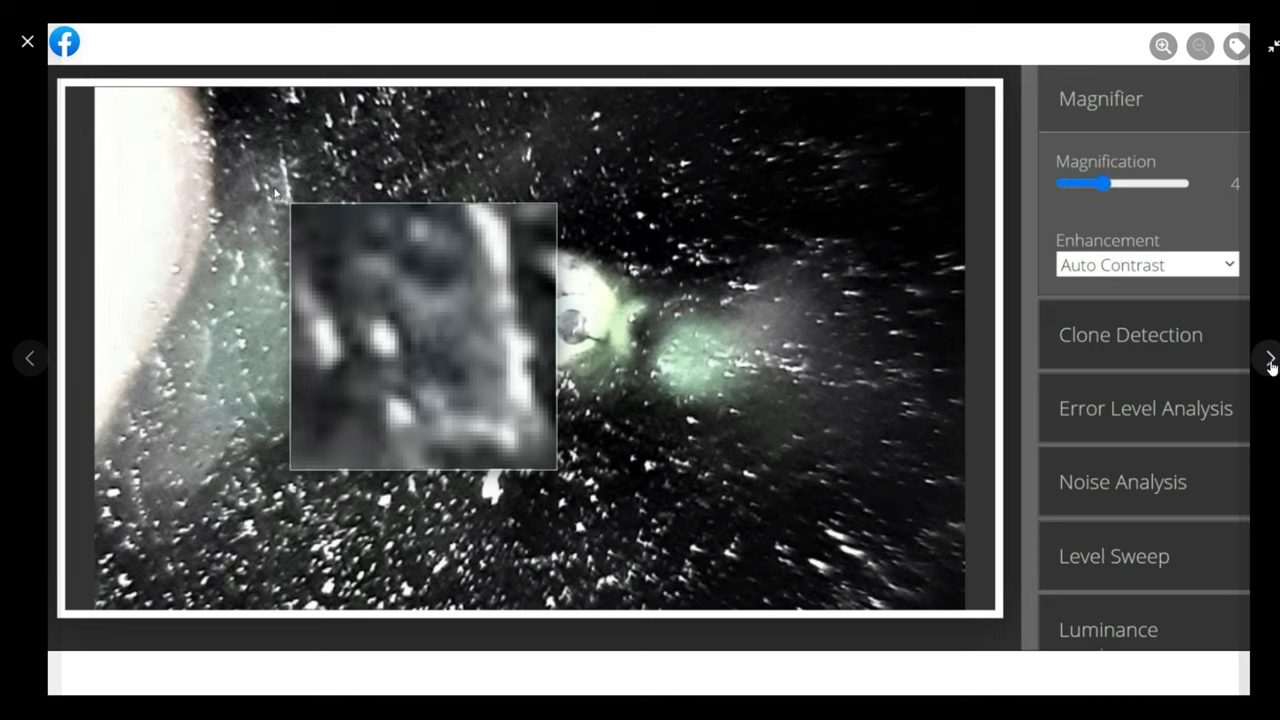 Magnifier
Magnification
4
Enhancement
Auto Contrast
Clone Detection
Error Level Analysis
Noise Analysis
Level Sweep
Luminance